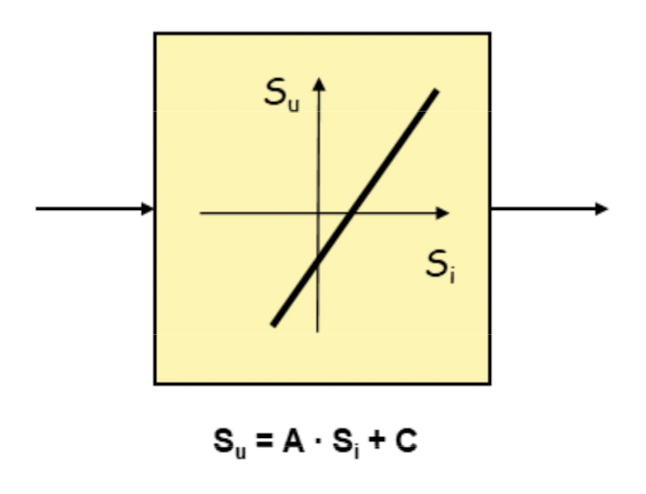 Su
Si
Su = A · Si + C